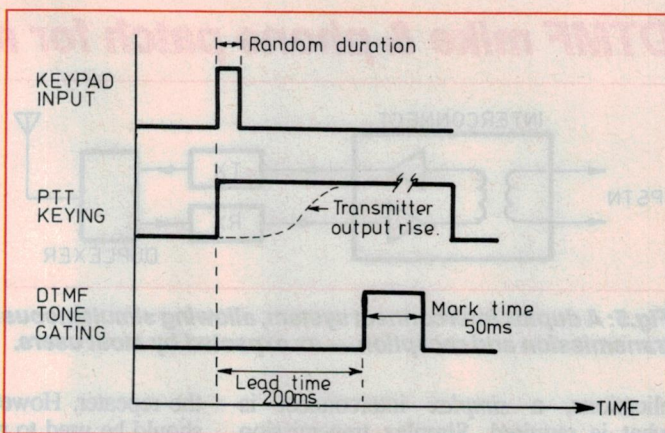 Random duration
KEYPAD
INPUT
PTT
KEYING
Transmitter
output rise.
DTMF
TONE
GATING
Mark time
50ms
Lead time
200ms
TIME